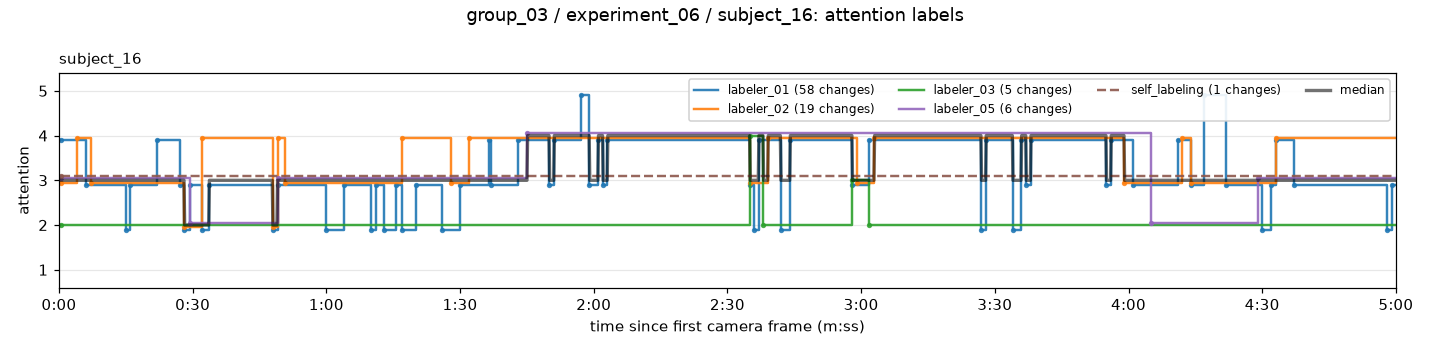 group_03 / experiment_06 / subject_16: attention labels
subject_16
labeler_01 (58 changes)
labeler_02 (19 changes)
labeler_03 (5 changes)
labeler_05 (6 changes)
self_labeling (1 changes)
median
attention
5
4
3
2
1
0:00 0:30 1:00 1:30 2:00 2:30 3:00 3:30 4:00 4:30 5:00
time since first camera frame (m:ss)